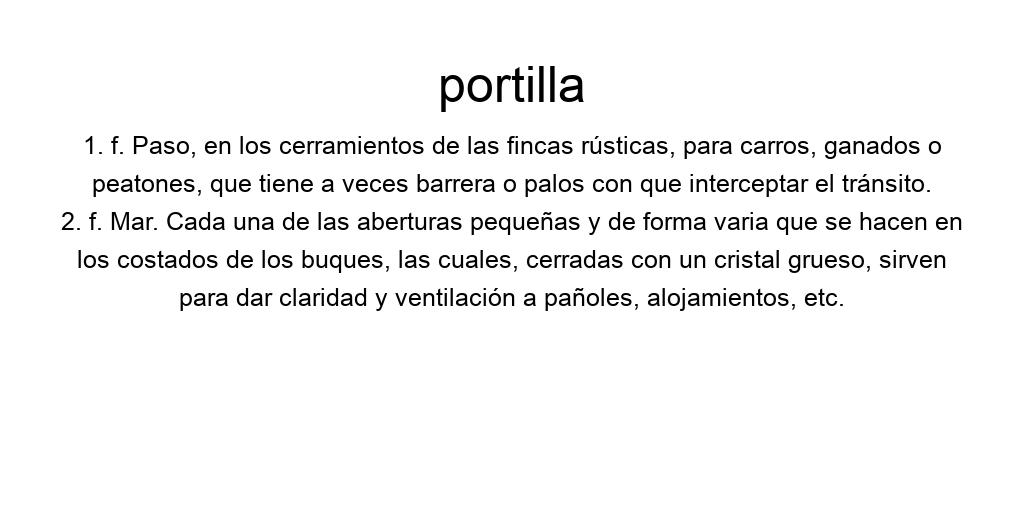 portilla
1. f. Paso, en los cerramientos de las fincas rústicas, para carros, ganados o
peatones, que tiene a veces barrera o palos con que interceptar el tránsito.
2. f. Mar. Cada una de las aberturas pequeñas y de forma varia que se hacen en
los costados de los buques, las cuales, cerradas con un cristal grueso, sirven
para dar claridad y ventilación a pañoles, alojamientos, etc.